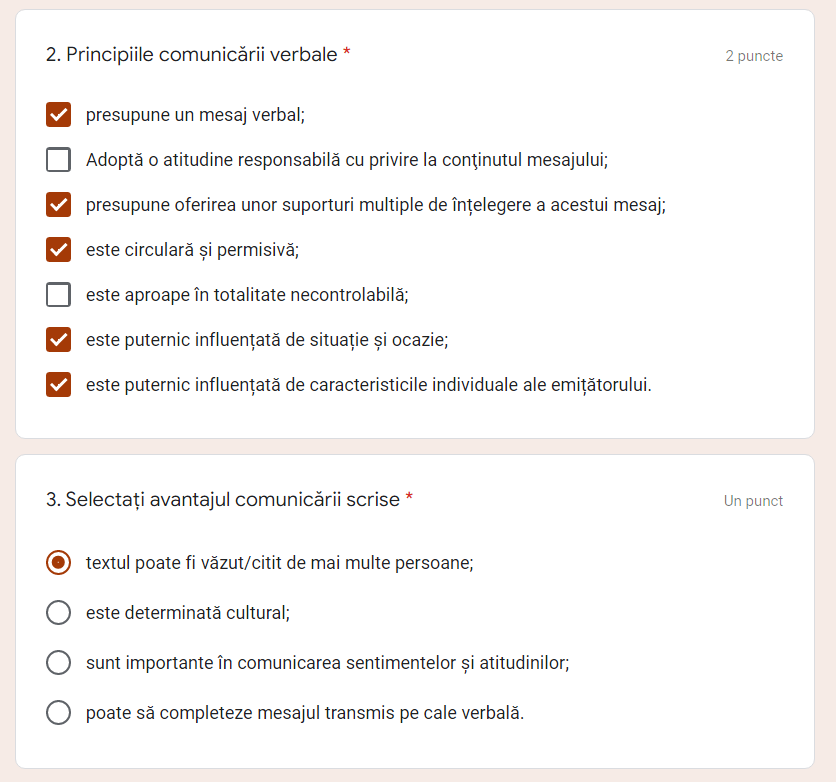 2. Principiile comunicării verbale *
2 puncte
presupune un mesaj verbal;
Adoptă o atitudine responsabilă cu privire la conţinutul mesajului;
presupune oferirea unor suporturi multiple de înțelegere a acestui mesaj;
este circulară și permisivă;
este aproape în totalitate necontrolabilă;
este puternic influențată de situație și ocazie;
este puternic influențată de caracteristicile individuale ale emițătorului.
3. Selectați avantajul comunicării scrise *
Un punct
textul poate fi văzut/citit de mai multe persoane;
este determinată cultural;
sunt importante în comunicarea sentimentelor și atitudinilor;
poate să completeze mesajul transmis pe cale verbală.